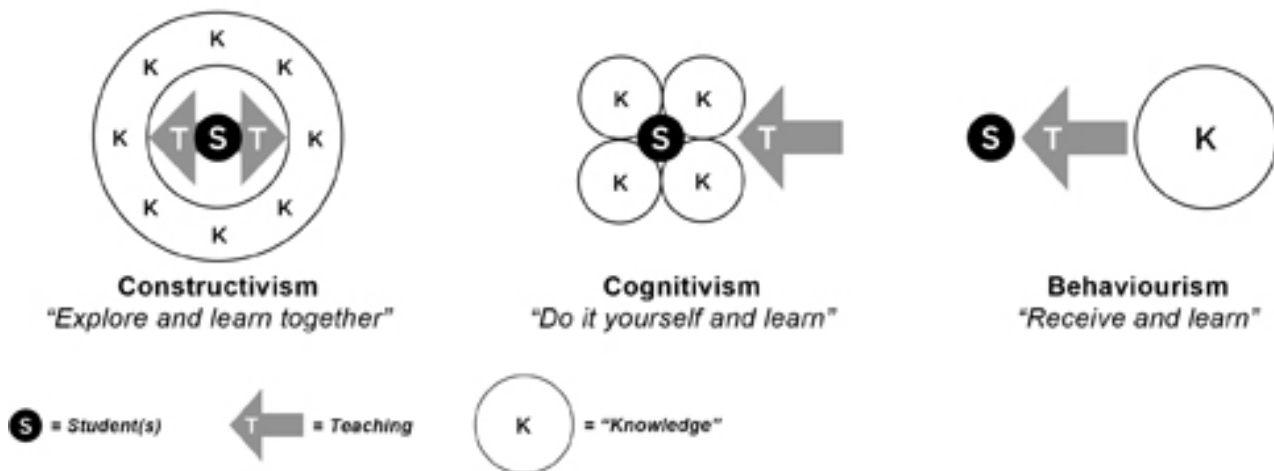 K
K K
K T S T K
K K
K
K K
S
K K
T
S T K
Constructivism
"Explore and learn together"
Cognitivism
"Do it yourself and learn"
Behaviourism
"Receive and learn"
S = Student(s)
T = Teaching
K = "Knowledge"